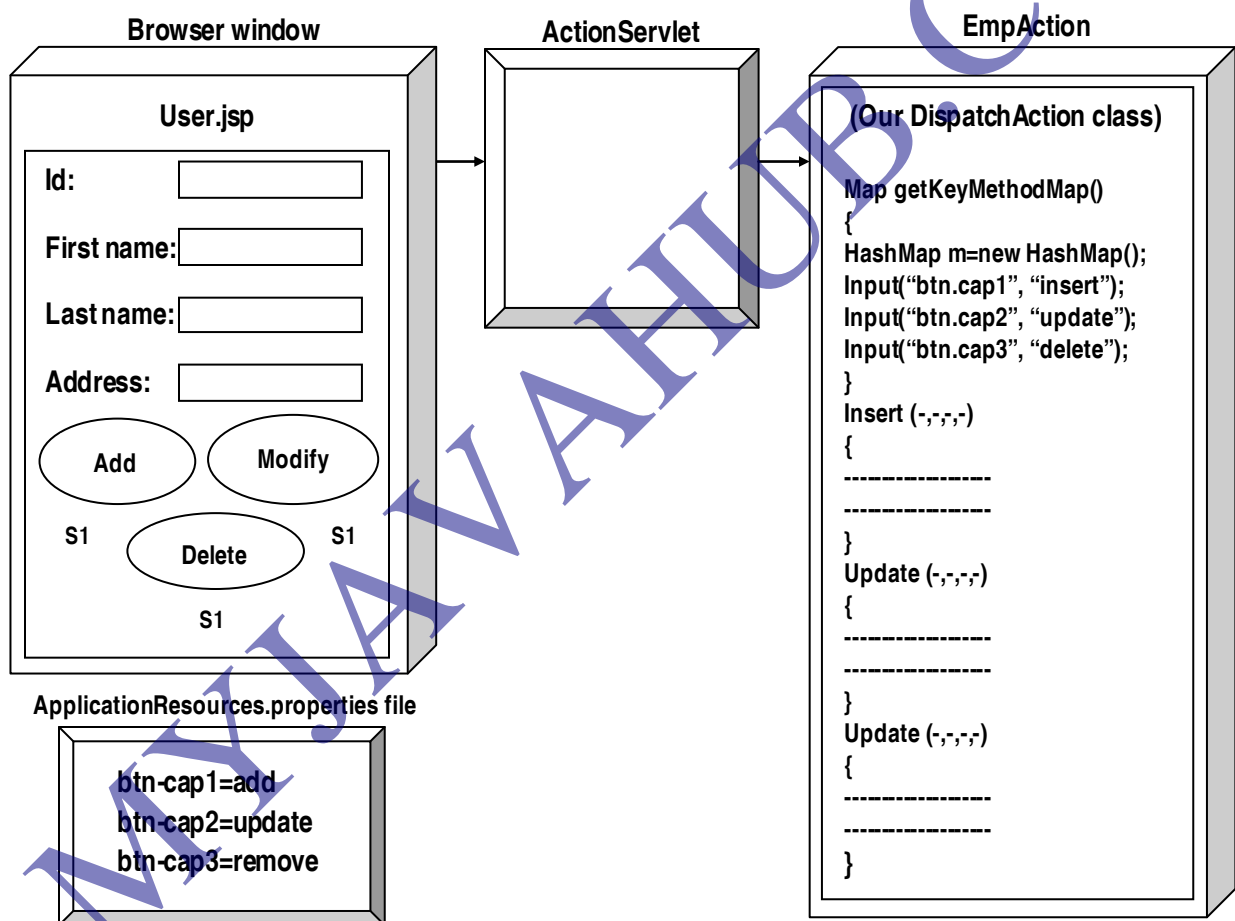 Browser window
User.jsp
Id:
First name:
Last name:
Address:
Add
Modify
S1
S1
Delete
S1
ApplicationResources.properties file
btn-cap1=add
btn-cap2=update
btn-cap3=remove
ActionServlet
EmpAction
(Our DispatchAction class)
Map getKeyMethodMap()
{
HashMap m=new HashMap();
Input(“btn.cap1”, “insert”);
Input(“btn.cap2”, “update”);
Input(“btn.cap3”, “delete”);
}
Insert (-,-,-,-)
{
---------------------
---------------------
}
Update (-,-,-,-)
{
---------------------
---------------------
}
Update (-,-,-,-)
{
---------------------
---------------------
}
MYJAVAHUB.C